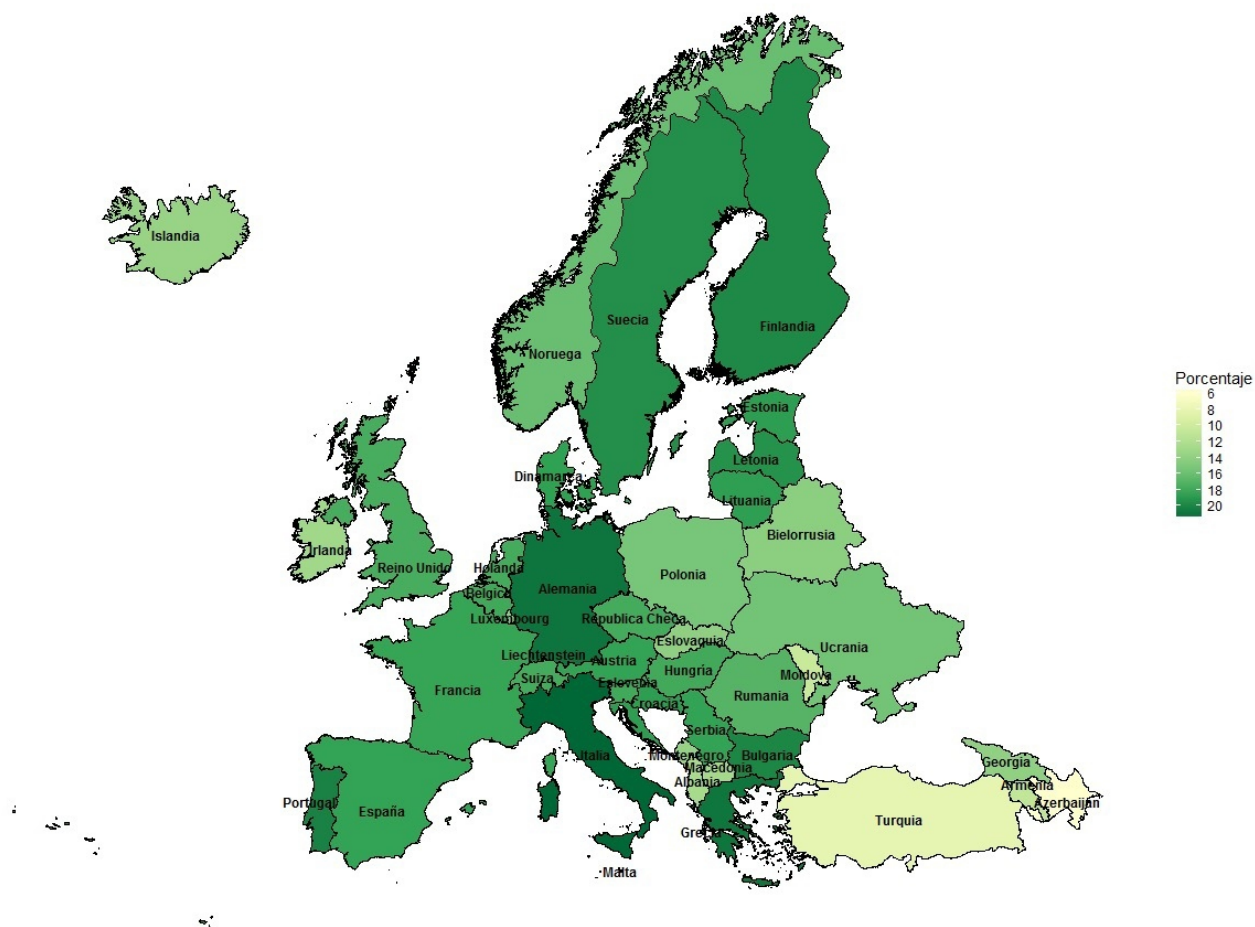 Islandia
Suecia
Finlandia
Noruega
Porcentaje
6
8
10
12
14
16
18
20
Estonia
Letonia
Dinamarca
Lituania
Bielorrusia
Irlanda
Reino Unido
Holanda
Polonia
Alemania
Belgica
Luxembourg
Républica Checa
Eslovaquia
Ucrania
Liechtenstein
Austria
Hungria
Moldova
Suiza
Eslovenia
Francia
Rumania
Croacia
Serbia
Italia
Montenegro
Bulgaria
Macedonia
Georgia
Albania
Armenia
Portugal
España
Azerbaiján
Turquia
Grecia
Malta